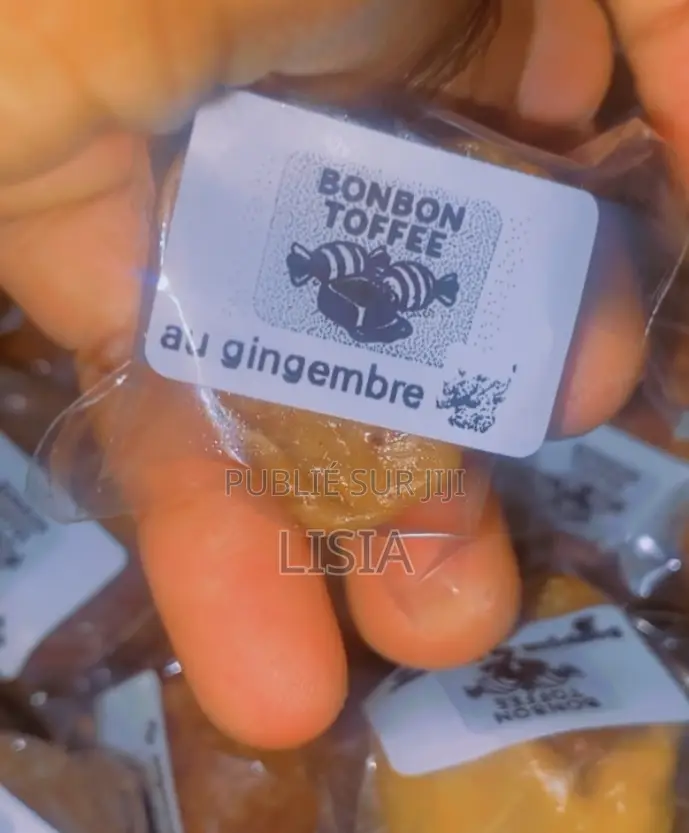 BONBON
TOFFEE
au gingembre
PUBLIÉ SUR JIJI
LISIA
BONBON
TOFFEE